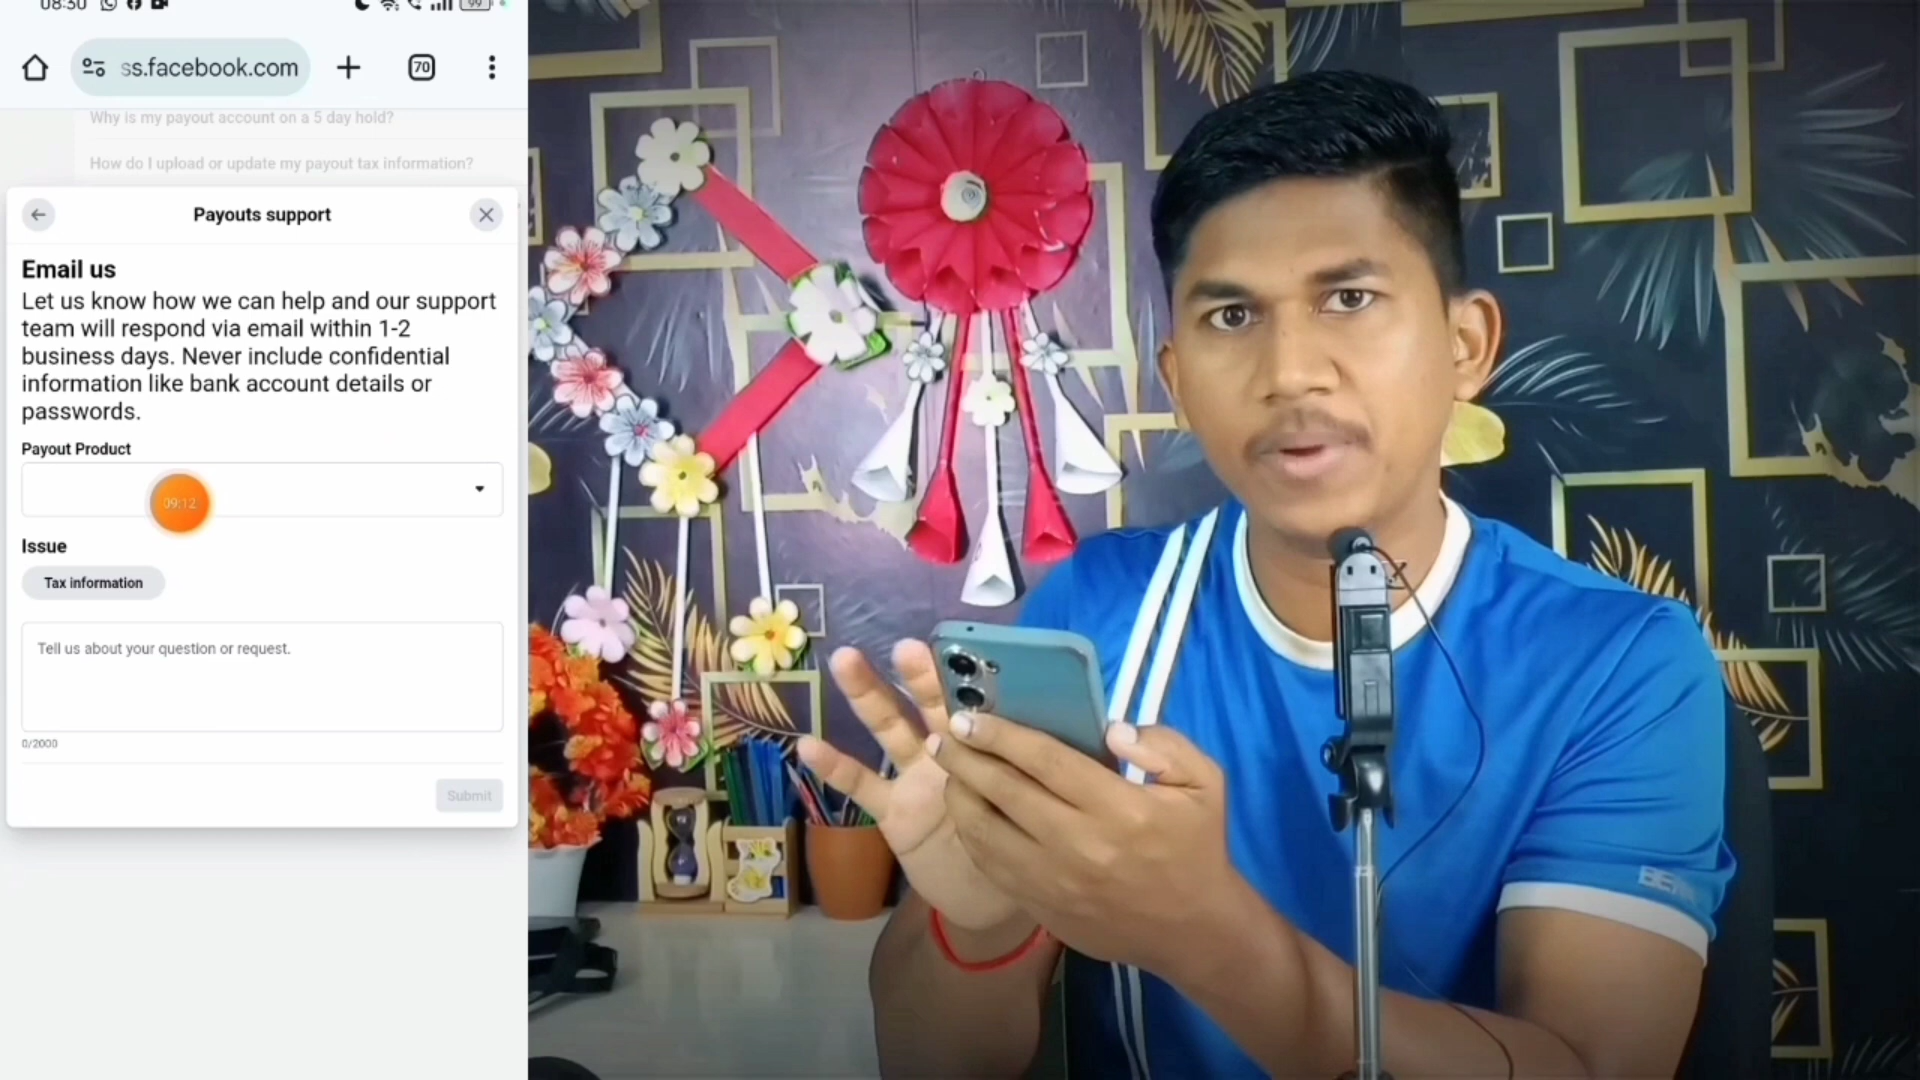 08:30
99
ss.facebook.com
70
Why is my payout account on a 5 day hold?
How do I upload or update my payout tax information?
Payouts support
Email us
Let us know how we can help and our support
team will respond via email within 1-2
business days. Never include confidential
information like bank account details or
passwords.
Payout Product
09:12
Issue
Tax information
Tell us about your question or request.
0/2000
Submit